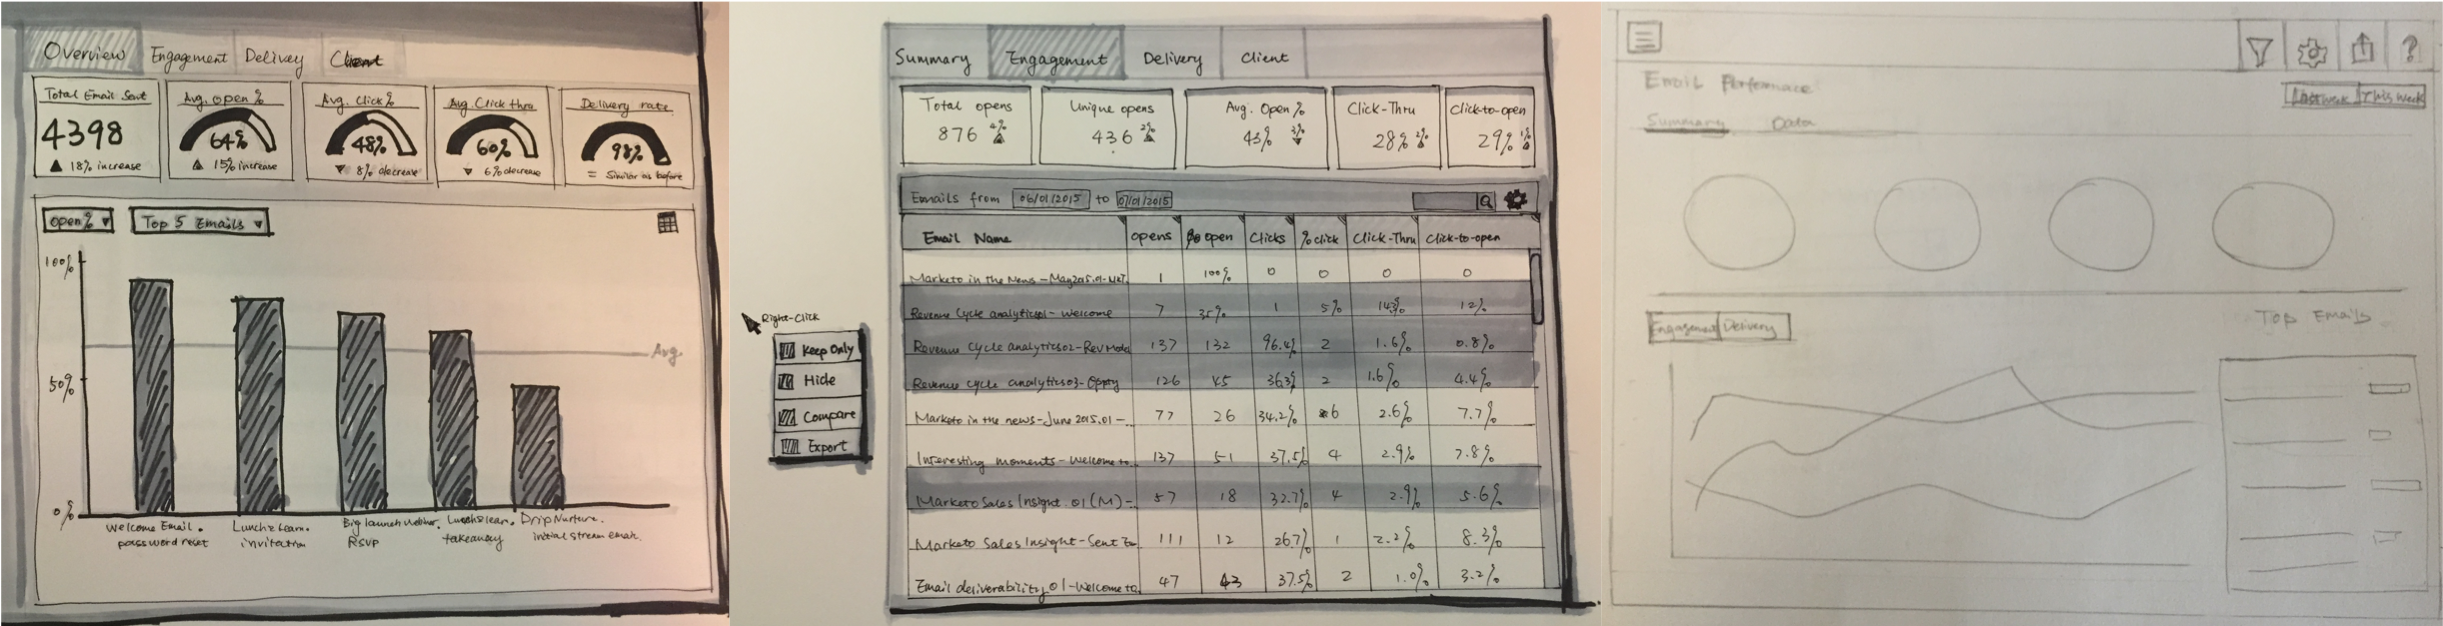 Overview Engagement Delivey Client
Total Email Sent
4398
▲ 18% increase
Avg. open %
64%
▲ 15% increase
Avg. Click %
48%
▼ 8% decrease
Avg. Click thru
60%
▼ 6% decrease
Delivery rate
98%
= Similar as before
open% ▼ Top 5 Emails ▼
100%
50%
0%
Avg.
Welcome Email.
password reset
Lunch & Learn.
invitation
Big launch
RSVP
Lunch & lear.
takeaway
Drip Nurture.
initial stream email.
Right-Click
Keep Only
Hide
Compare
Export
Summary Engagement Delivery Client
Total opens
876 4% ▲
Unique opens
436 2% ▲
Avg. Open %
43% 3% ▼
Click-Thru
28% 2% ▲
Click-to-open
29% 1% ▲
Emails from 06/01/2015 to 07/01/2015
Email Name opens % open Clicks % click Click-Thru Click-to-open
Marketo in the News - May2015.01- 1 100% 0 0 0 0
Revenue Cycle analytics01- Welcome 7 35% 1 5% 14.3% 12%
Revenue Cycle analytics02-Rev Mode 137 132 96.4% 2 1.6% 0.8%
Revenue cycle analytics03- 126 45 36.3% 2 1.6% 4.4%
Marketo in the news-June 2015.01 -.. 77 26 34.2% 6 2.6% 7.7%
Interesting moments-Welcome to 137 51 37.5% 4 2.9% 7.8%
Marketo Sales Insight .01 (M) - 57 18 32.7% 4 2.9% 5.6%
Marketo Sales Insight-Sent 111 12 26.7% 1 2.2% 8.3%
Email deliverability 01-Welcome to 47 43 37.5% 2 1.0% 3.2%
?
Email Performace
Last week This week
Summary Data
Engagement Delivery
Top Emails